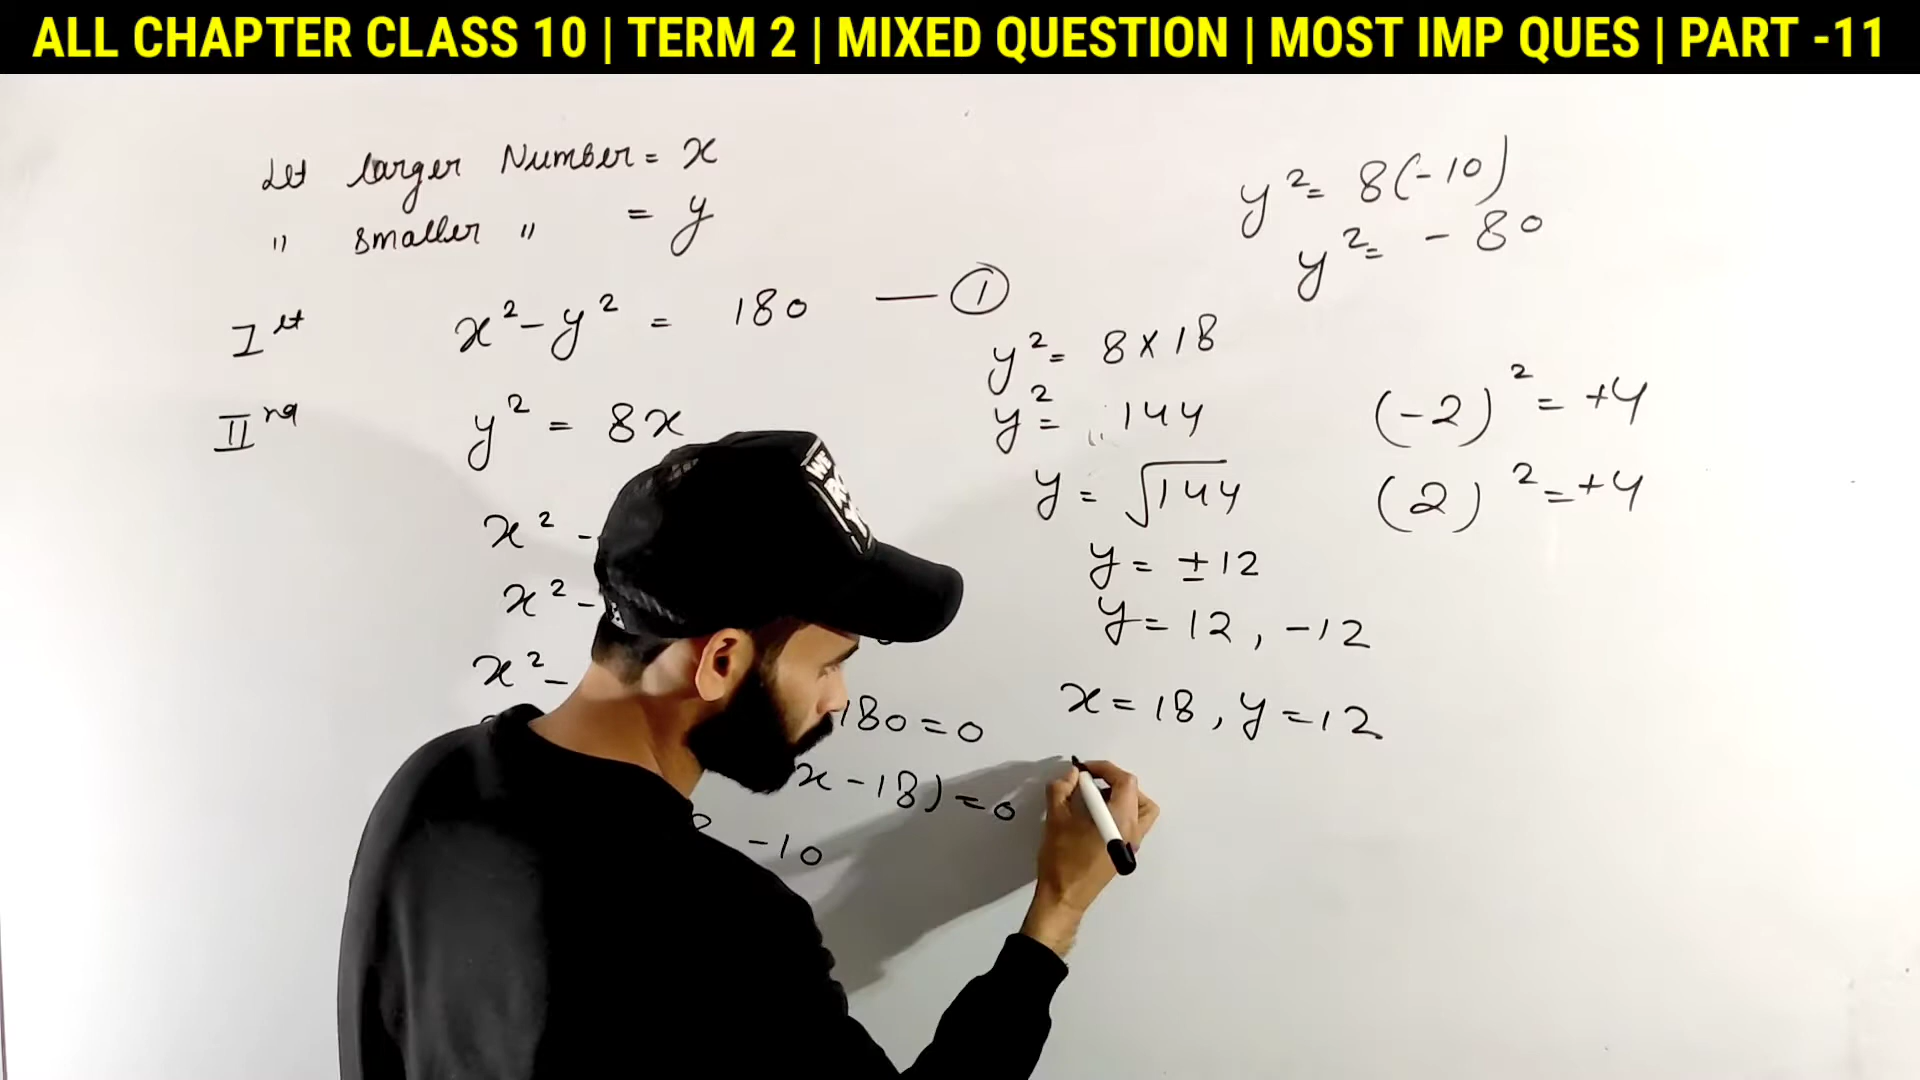 ALL CHAPTER CLASS 10 | TERM 2 | MIXED QUESTION | MOST IMP QUES | PART -11
Let larger Number = x
" smaller " = y
Ist x² - y² = 180 — ①
IInd y² = 8x
x² -
x² -
x² -
180 = 0
x - 18) = 0
-10
y² = 8(-10)
y² = - 80
y² = 8 × 18
y² = 144
y = √144
y = ± 12
y = 12, -12
x = 18, y = 12
(-2)² = +4
(2)² = +4